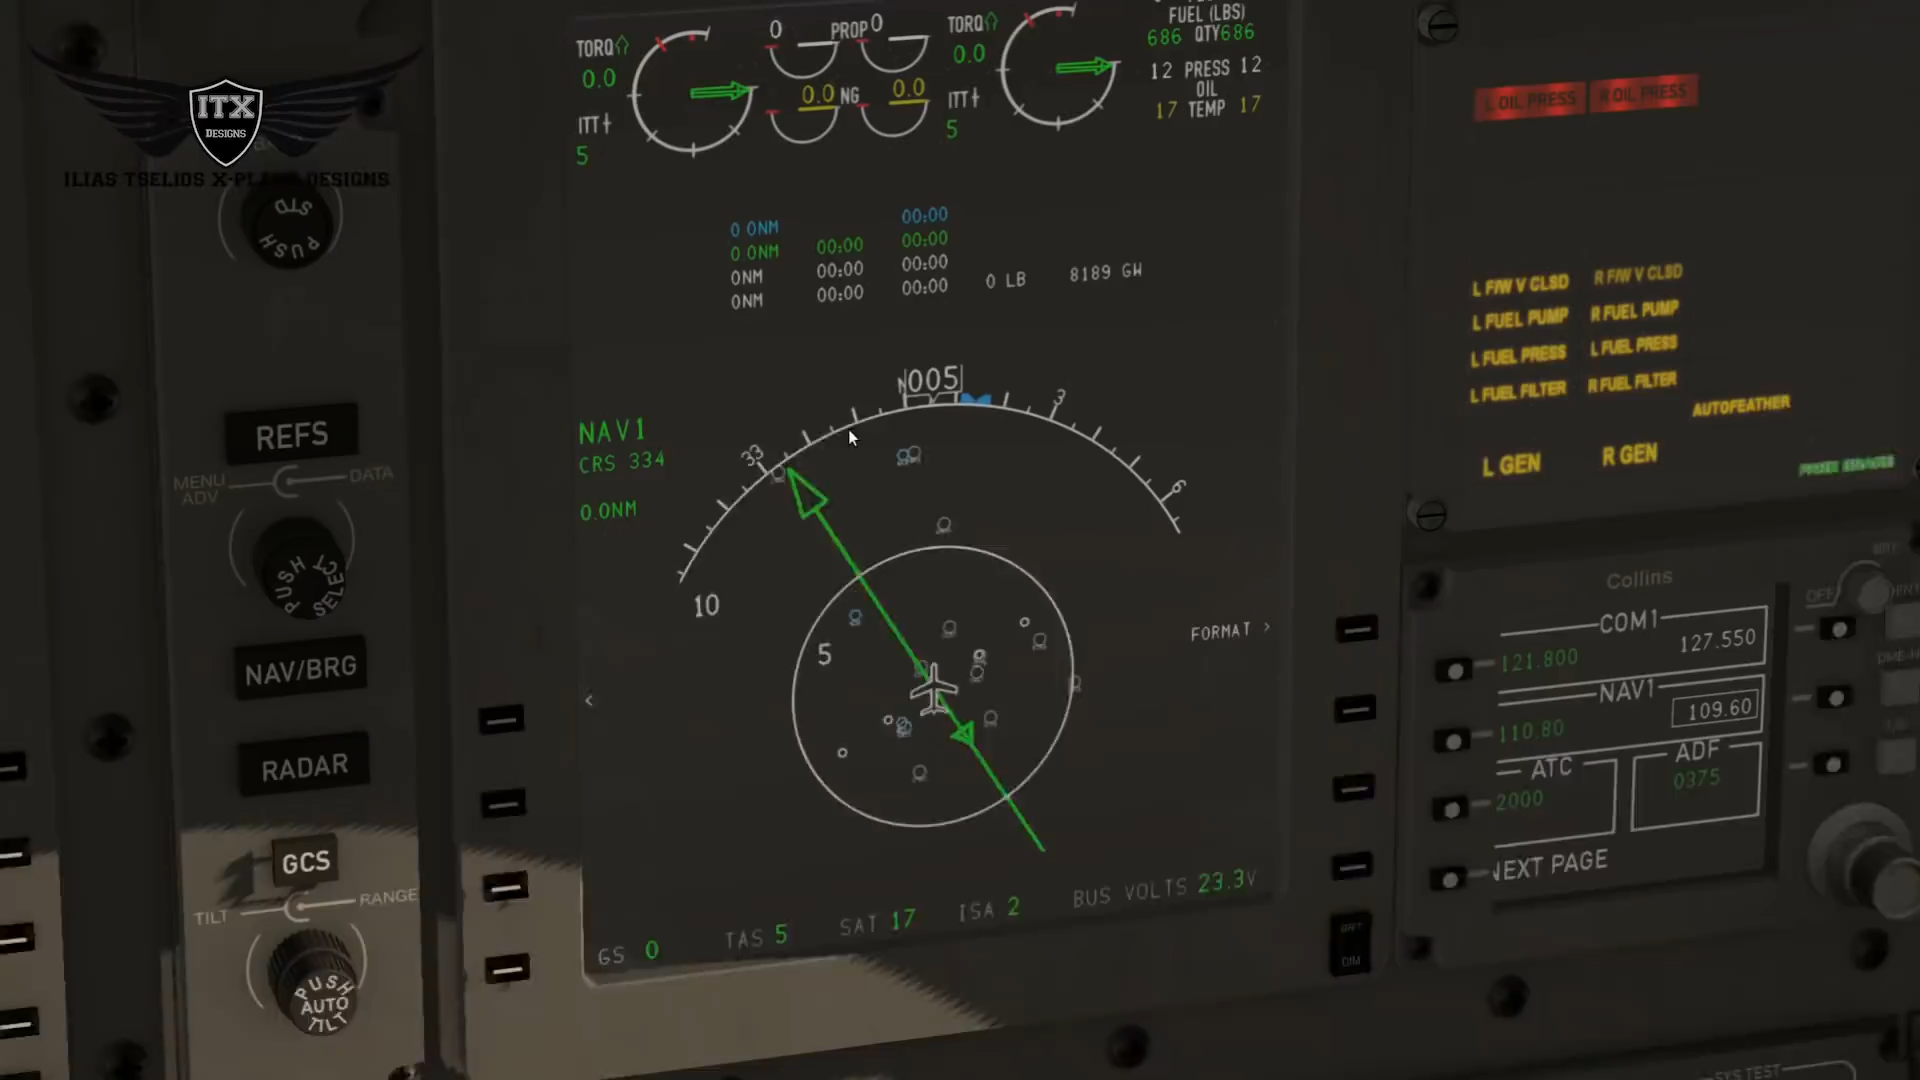 ITX
DESIGNS
ILIAS TSELIOS X-PLANE DESIGNS
STD
PUSH
REFS
MENU
ADV
DATA
PUSH
SELECT
NAV/BRG
RADAR
GCS
TILT
RANGE
PUSH
AUTO
TILT
TORQ
0.0
ITT
5
0 PROP 0
0.0 NG 0.0
TORQ
0.0
ITT
5
FUEL (LBS)
686 QTY 686
12 PRESS 12
OIL
17 TEMP 17
0.0NM 00:00
0.0NM 00:00 00:00
0NM 00:00 00:00
0NM 00:00 00:00
0 LB 8189 GW
N 005
33
3
6
NAV1
CRS 334
0.0NM
10
5
FORMAT >
<
GS 0
TAS 5
SAT 17
ISA 2
BUS VOLTS 23.3V
L OIL PRESS R OIL PRESS
L F/W V CLSD R F/W V CLSD
L FUEL PUMP R FUEL PUMP
L FUEL PRESS L FUEL PRESS
L FUEL FILTER R FUEL FILTER
AUTOFEATHER
L GEN R GEN
Collins
OFF
COM1
121.800 127.550
NAV1
110.80 109.60
ATC
2000
ADF
0375
NEXT PAGE
BRT
DIM
SYS TEST